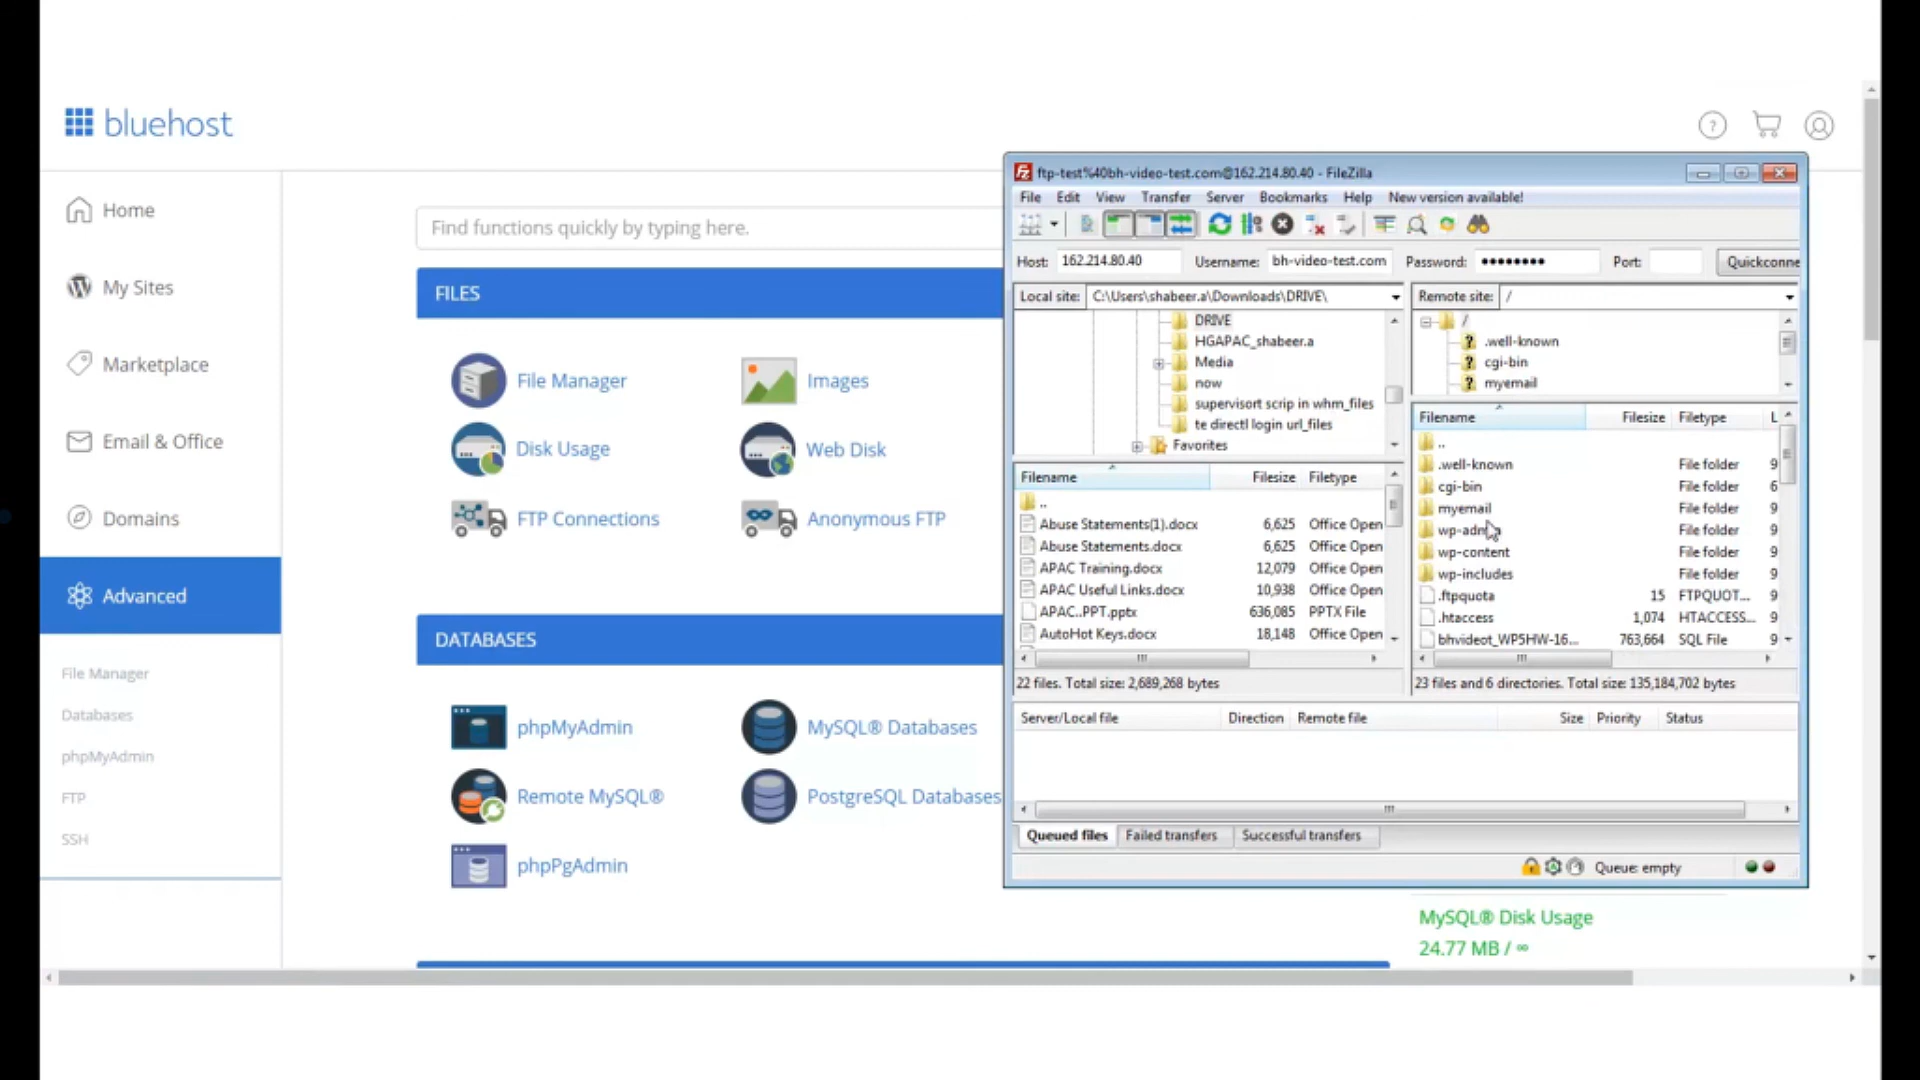 bluehost
Home
My Sites
Marketplace
Email & Office
Domains
Advanced
File Manager
Databases
phpMyAdmin
FTP
SSH
Find functions quickly by typing here.
FILES
File Manager
Images
Disk Usage
Web Disk
FTP Connections
Anonymous FTP
DATABASES
phpMyAdmin
MySQL® Databases
Remote MySQL®
PostgreSQL Databases
phpPgAdmin
ftp-test%40bh-video-test.com@162.214.80.40 - FileZilla
File Edit View Transfer Server Bookmarks Help New version available!
Host: 162.214.80.40 Username: bh-video-test.com Password: •••••••• Port: Quickconne
Local site: C:\Users\shabeer.a\Downloads\DRIVE\
DRIVE
HGAPAC_shabeer.a
Media
now
supervisort scrip in whm_files
te directl login url_files
Favorites
Filename Filesize Filetype
..
Abuse Statements(1).docx 6,625 Office Open
Abuse Statements.docx 6,625 Office Open
APAC Training.docx 12,079 Office Open
APAC Useful Links.docx 10,938 Office Open
APAC..PPT.pptx 636,085 PPTX File
AutoHot Keys.docx 18,148 Office Open
22 files. Total size: 2,689,268 bytes
Remote site: /
/
.well-known
cgi-bin
myemail
Filename Filesize Filetype L
..
.well-known File folder 9
cgi-bin File folder 6
myemail File folder 9
wp-admin File folder 9
wp-content File folder 9
wp-includes File folder 9
.ftpquota 15 FTPQUOT... 9
.htaccess 1,074 HTACCESS... 9
bhvideot_WP5HW-16... 763,664 SQL File 9
23 files and 6 directories. Total size: 135,184,702 bytes
Server/Local file Direction Remote file Size Priority Status
Queued files Failed transfers Successful transfers
Queue: empty
MySQL® Disk Usage
24.77 MB / ∞